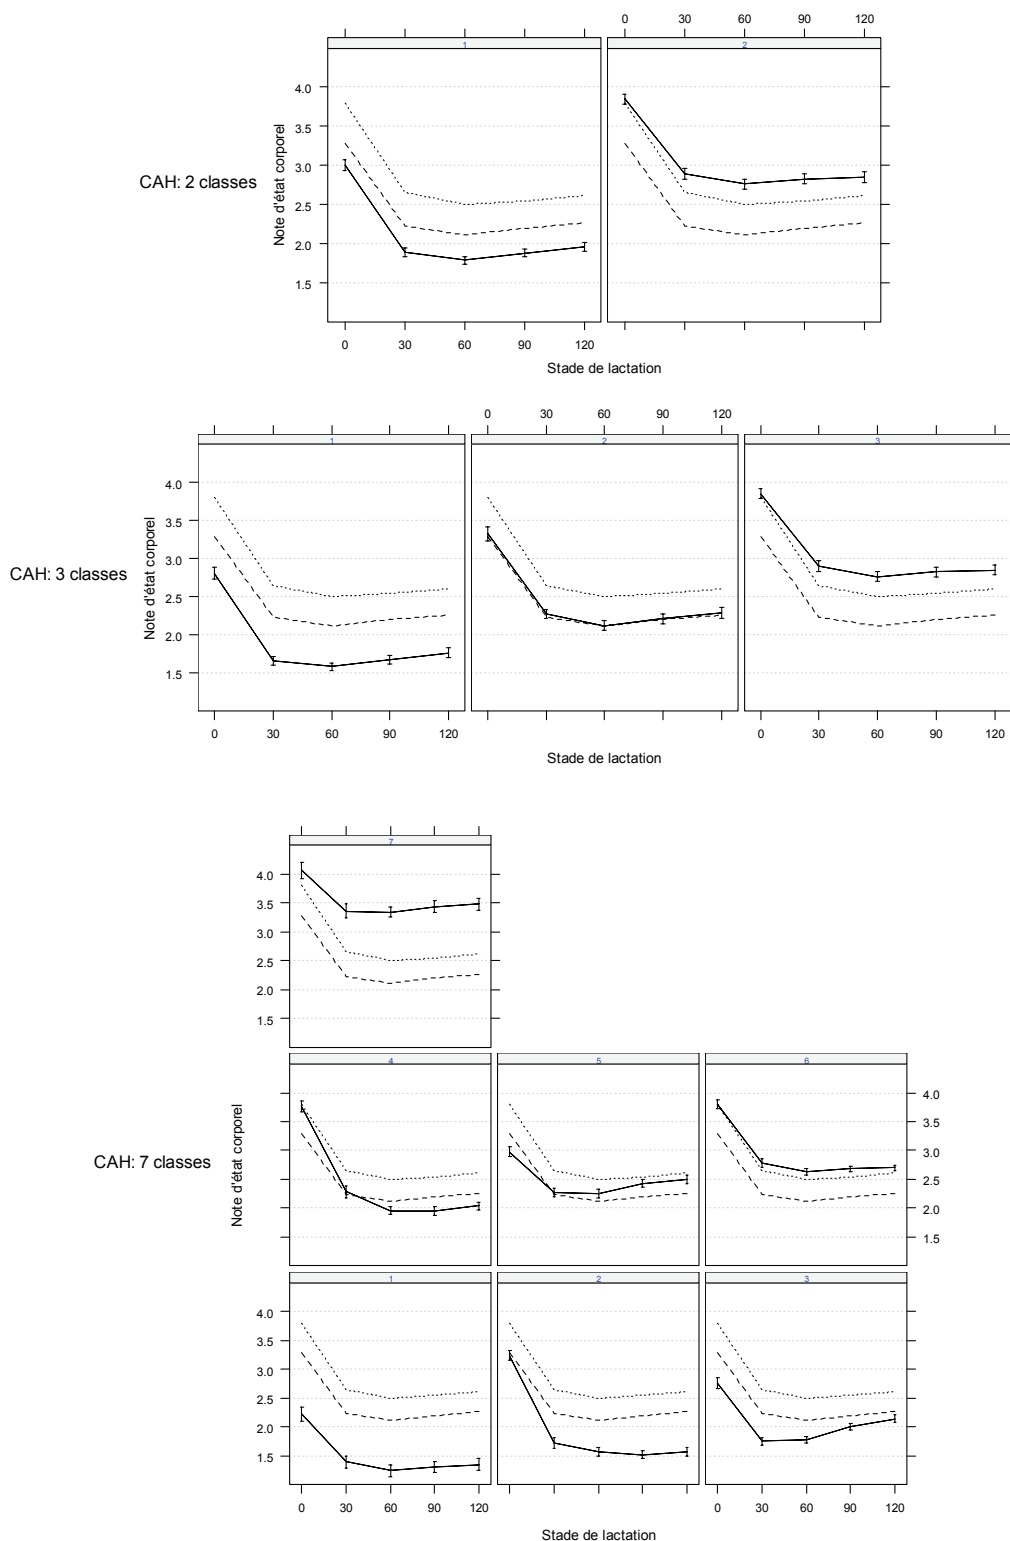 0 30 60 90 120
1 2
4.0
3.5
3.0
2.5
2.0
1.5
Note d'état corporel
CAH: 2 classes
0 30 60 90 120
Stade de lactation
0 30 60 90 120
1 2 3
4.0
3.5
3.0
2.5
2.0
1.5
Note d'état corporel
CAH: 3 classes
0 30 60 90 120 0 30 60 90 120
Stade de lactation
7
4.0
3.5
3.0
2.5
2.0
1.5
4 5 6
4.0
3.5
3.0
2.5
2.0
1.5
Note d'état corporel
CAH: 7 classes
1 2 3
4.0
3.5
3.0
2.5
2.0
1.5
0 30 60 90 120 0 30 60 90 120
Stade de lactation